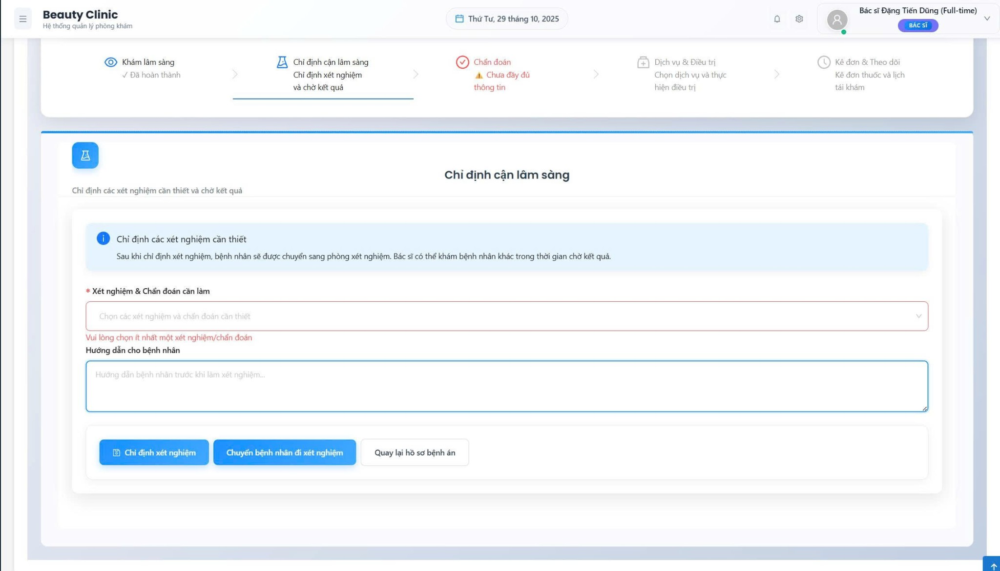 Beauty Clinic
Hệ thống quản lý phòng khám
Thứ Tư, 29 tháng 10, 2025
Bác sĩ Đặng Tiến Dũng (Full-time)
BÁC SĨ
Khám lâm sàng
✓ Đã hoàn thành
Chỉ định cận lâm sàng
Chỉ định xét nghiệm
và chờ kết quả
Chẩn đoán
⚠ Chưa đầy đủ
thông tin
Dịch vụ & Điều trị
Chọn dịch vụ và thực
hiện điều trị
Kê đơn & Theo dõi
Kê đơn thuốc và lịch
tái khám
Chỉ định cận lâm sàng
Chỉ định các xét nghiệm cần thiết và chờ kết quả
Chỉ định các xét nghiệm cần thiết
Sau khi chỉ định xét nghiệm, bệnh nhân sẽ được chuyển sang phòng xét nghiệm. Bác sĩ có thể khám bệnh nhân khác trong thời gian chờ kết quả.
* Xét nghiệm & Chẩn đoán cần làm
Chọn các xét nghiệm và chẩn đoán cần thiết
Vui lòng chọn ít nhất một xét nghiệm/chẩn đoán
Hướng dẫn cho bệnh nhân
Hướng dẫn bệnh nhân trước khi làm xét nghiệm...
Chỉ định xét nghiệm
Chuyển bệnh nhân đi xét nghiệm
Quay lại hồ sơ bệnh án